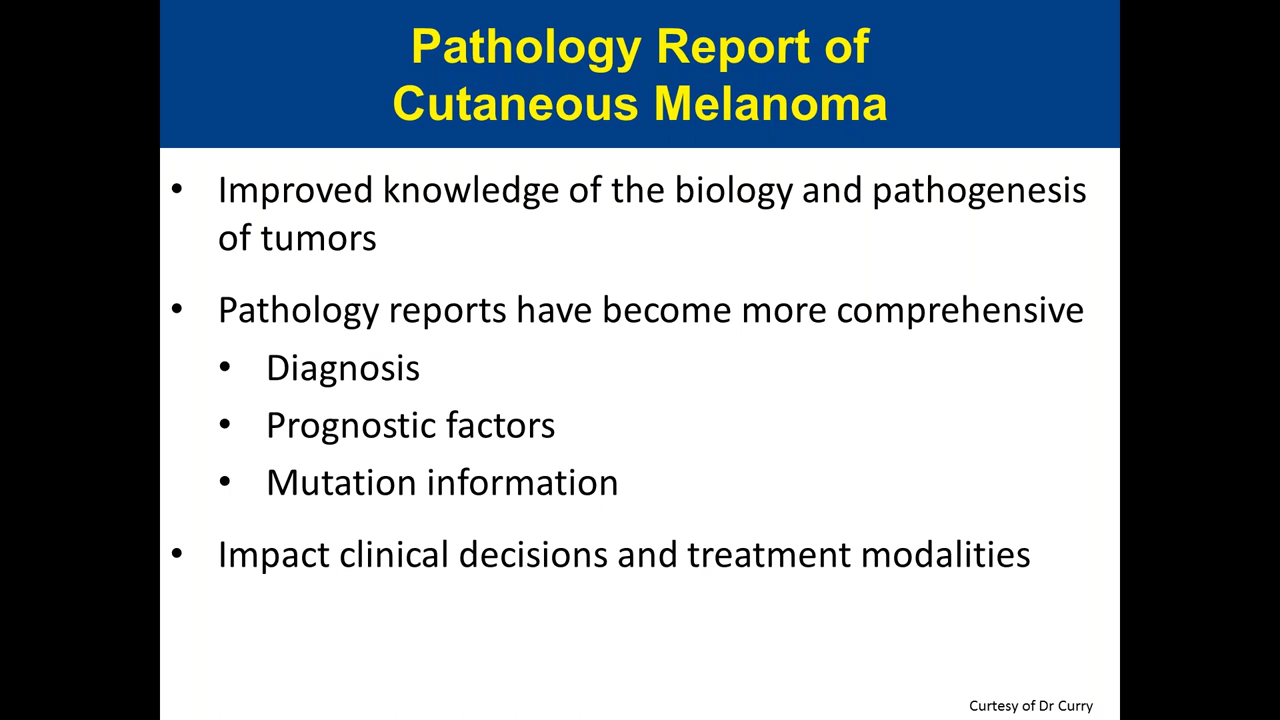 Pathology Report of
Cutaneous Melanoma
• Improved knowledge of the biology and pathogenesis
of tumors
• Pathology reports have become more comprehensive
• Diagnosis
• Prognostic factors
• Mutation information
• Impact clinical decisions and treatment modalities
Curtesy of Dr Curry